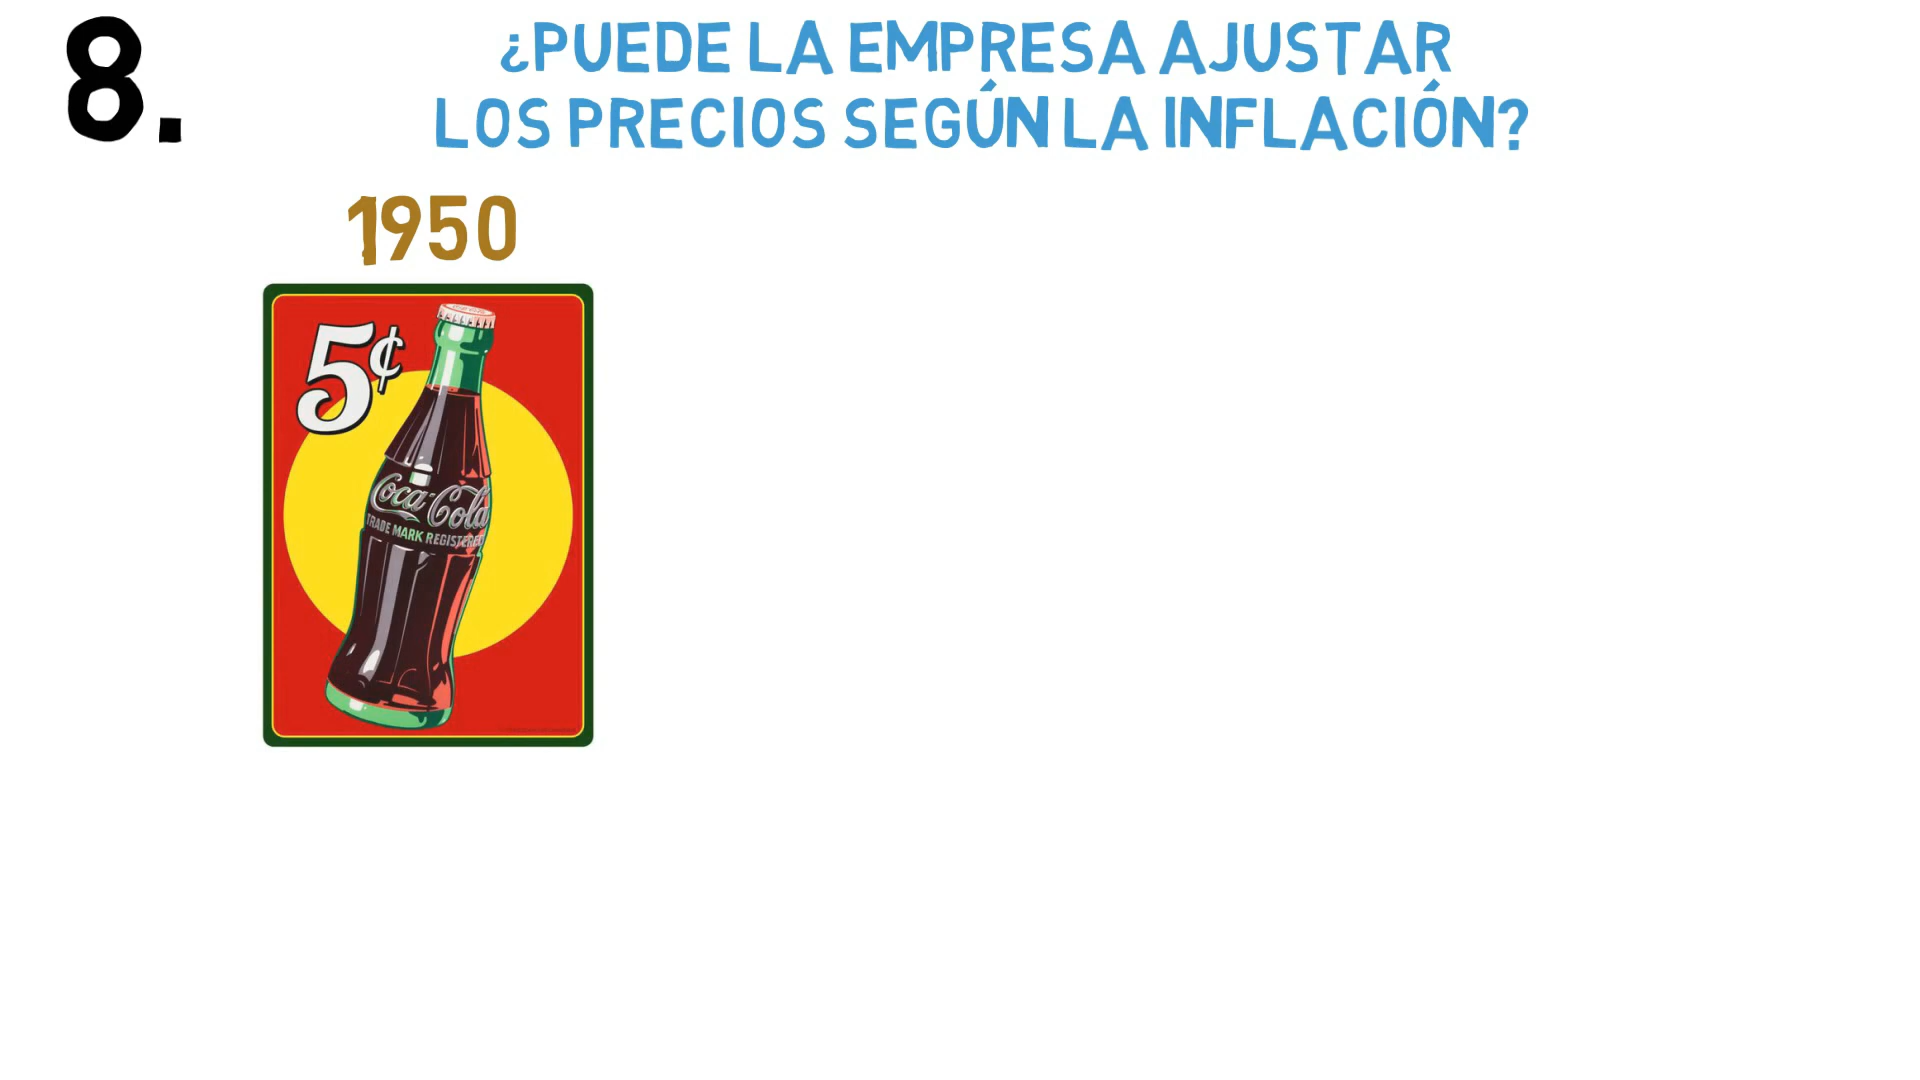 8.
¿PUEDE LA EMPRESA AJUSTAR
LOS PRECIOS SEGÚN LA INFLACIÓN?
1950
5¢
Coca-Cola
TRADE MARK REGISTERED